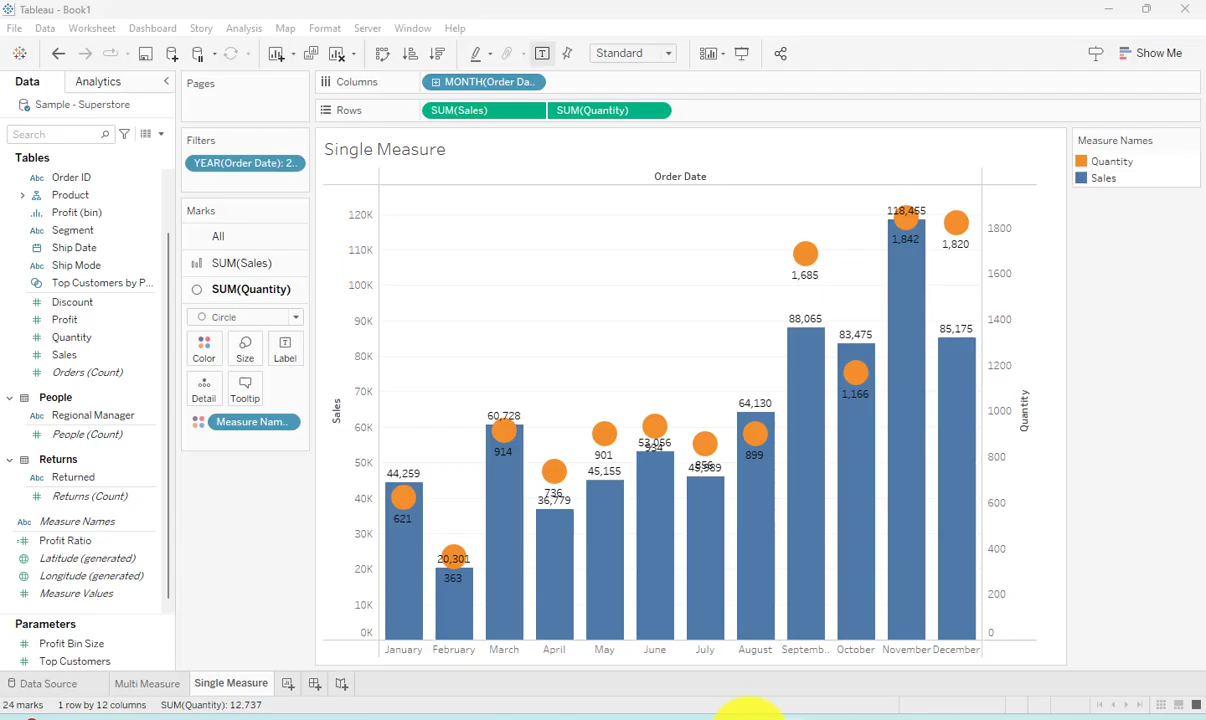 Tableau - Book1
File Data Worksheet Dashboard Story Analysis Map Format Server Window Help
Standard
Show Me
Data Analytics
Sample - Superstore
Search
Tables
Abc Order ID
Product
Profit (bin)
Abc Segment
Ship Date
Abc Ship Mode
Top Customers by P...
# Discount
# Profit
# Quantity
# Sales
# Orders (Count)
People
Abc Regional Manager
# People (Count)
Returns
Abc Returned
# Returns (Count)
Abc Measure Names
=# Profit Ratio
Latitude (generated)
Longitude (generated)
# Measure Values
Parameters
# Profit Bin Size
# Top Customers
Pages
Filters
YEAR(Order Date): 2..
Marks
All
SUM(Sales)
SUM(Quantity)
Circle
Color Size Label
Detail Tooltip
Measure Nam..
Columns MONTH(Order Da..
Rows SUM(Sales) SUM(Quantity)
Single Measure
Order Date
120K
110K
100K
90K
80K
70K
60K
50K
40K
30K
20K
10K
0K
Sales
44,259
621
20,301
363
60,728
914
736
36,779
901
45,155
53,056
934
856
64,130
899
1,685
88,065
83,475
1,166
118,455
1,842
1,820
85,175
1800
1600
1400
1200
1000
800
600
400
200
0
Quantity
January February March April May June July August Septemb.. October November December
Measure Names
Quantity
Sales
Data Source Multi Measure Single Measure
24 marks 1 row by 12 columns SUM(Quantity): 12,737